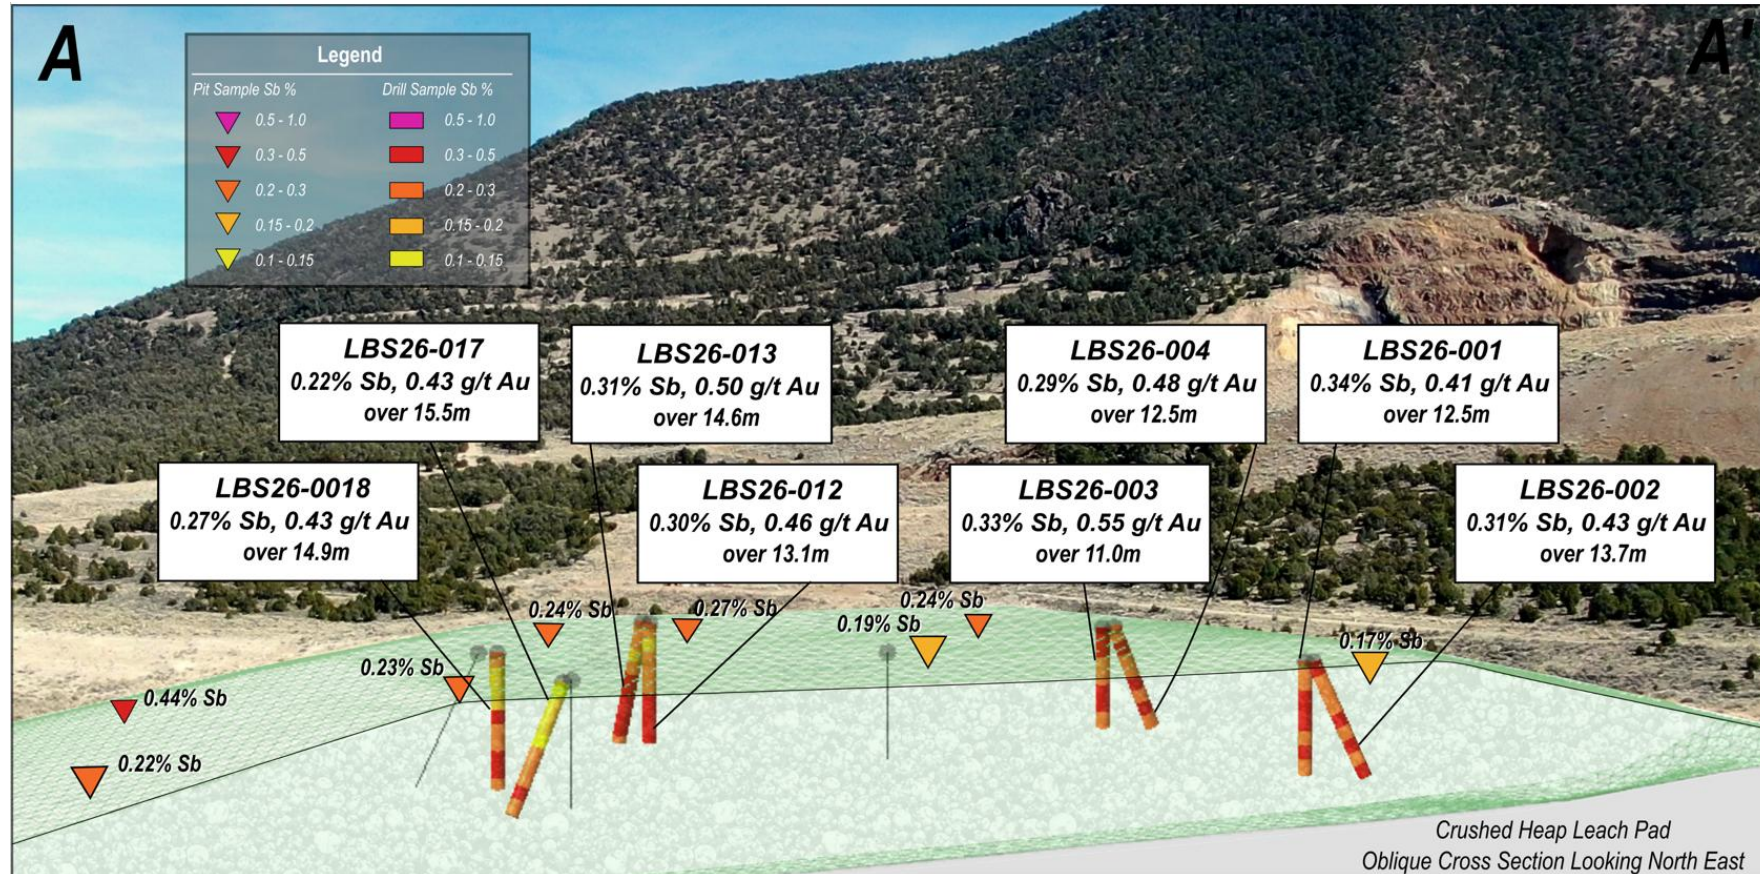 A
A'
Legend
Pit Sample Sb %
Drill Sample Sb %
0.5 - 1.0
0.5 - 1.0
0.3 - 0.5
0.3 - 0.5
0.2 - 0.3
0.2 - 0.3
0.15 - 0.2
0.15 - 0.2
0.1 - 0.15
0.1 - 0.15
LBS26-017
0.22% Sb, 0.43 g/t Au
over 15.5m
LBS26-013
0.31% Sb, 0.50 g/t Au
over 14.6m
LBS26-004
0.29% Sb, 0.48 g/t Au
over 12.5m
LBS26-001
0.34% Sb, 0.41 g/t Au
over 12.5m
LBS26-0018
0.27% Sb, 0.43 g/t Au
over 14.9m
LBS26-012
0.30% Sb, 0.46 g/t Au
over 13.1m
LBS26-003
0.33% Sb, 0.55 g/t Au
over 11.0m
LBS26-002
0.31% Sb, 0.43 g/t Au
over 13.7m
0.24% Sb
0.27% Sb
0.19% Sb
0.24% Sb
0.17% Sb
0.23% Sb
0.44% Sb
0.22% Sb
Crushed Heap Leach Pad
Oblique Cross Section Looking North East